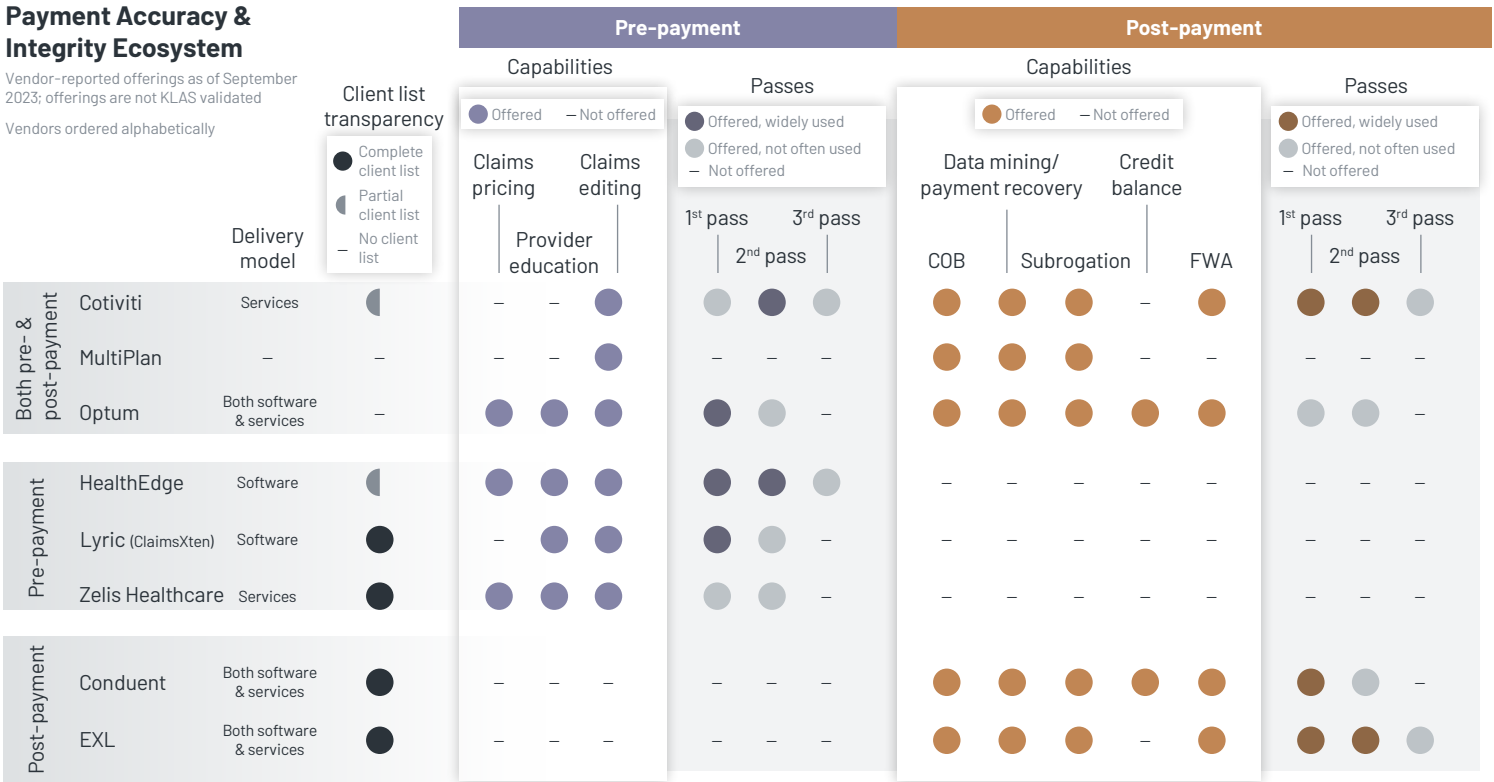 Payment Accuracy &
Integrity Ecosystem
Vendor-reported offerings as of September
2023; offerings are not KLAS validated
Vendors ordered alphabetically
Pre-payment
Post-payment
Delivery
model
Client list
transparency
Complete
client list
Partial
client list
– No client
list
Capabilities
Offered – Not offered
Claims
pricing
Provider
education
Claims
editing
Passes
Offered, widely used
Offered, not often used
– Not offered
1st pass
2nd pass
3rd pass
Capabilities
Offered – Not offered
COB
Data mining/
payment recovery
Subrogation
Credit
balance
FWA
Passes
Offered, widely used
Offered, not often used
– Not offered
1st pass
2nd pass
3rd pass
Both pre- &
post-payment
Cotiviti Services – – –
MultiPlan – – – – – – – – – – – –
Optum Both software
& services – – –
Pre-payment
HealthEdge Software – – – – – – – –
Lyric (ClaimsXten) Software – – – – – – – – – –
Zelis Healthcare Services – – – – – – – – –
Post-payment
Conduent Both software
& services – – – – – – –
EXL Both software
& services – – – – – – –